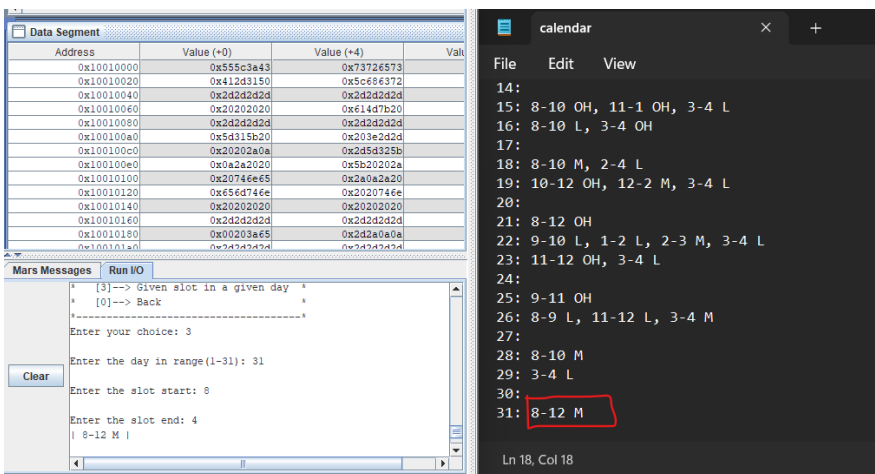 Data Segment
Address Value (+0) Value (+4) Valu
0x10010000 0x555c3a43 0x73726573
0x10010020 0x412d3150 0x5c686372
0x10010040 0x2d2d2d2d 0x2d2d2d2d
0x10010060 0x20202020 0x614d7b20
0x10010080 0x2d2d2d2d 0x2d2d2d2d
0x100100a0 0x5d315b20 0x203e2d2d
0x100100c0 0x20202a0a 0x2d5d325b
0x100100e0 0x0a2a2020 0x5b20202a
0x10010100 0x20746e65 0x2a0a2a20
0x10010120 0x656d746e 0x2020746e
0x10010140 0x20202020 0x20202020
0x10010160 0x2d2d2d2d 0x2d2d2d2d
0x10010180 0x00203a65 0x2d2a0a0a
0x100101a0 0x2d2d2d2d 0x2d2d2d2d
Mars Messages Run I/O
* [3]--> Given slot in a given day *
* [0]--> Back *
*-------------------------------------*
Enter your choice: 3
Enter the day in range(1-31): 31
Clear
Enter the slot start: 8
Enter the slot end: 4
| 8-12 M |
calendar
File Edit View
14:
15: 8-10 OH, 11-1 OH, 3-4 L
16: 8-10 L, 3-4 OH
17:
18: 8-10 M, 2-4 L
19: 10-12 OH, 12-2 M, 3-4 L
20:
21: 8-12 OH
22: 9-10 L, 1-2 L, 2-3 M, 3-4 L
23: 11-12 OH, 3-4 L
24:
25: 9-11 OH
26: 8-9 L, 11-12 L, 3-4 M
27:
28: 8-10 M
29: 3-4 L
30:
31: 8-12 M
Ln 18, Col 18